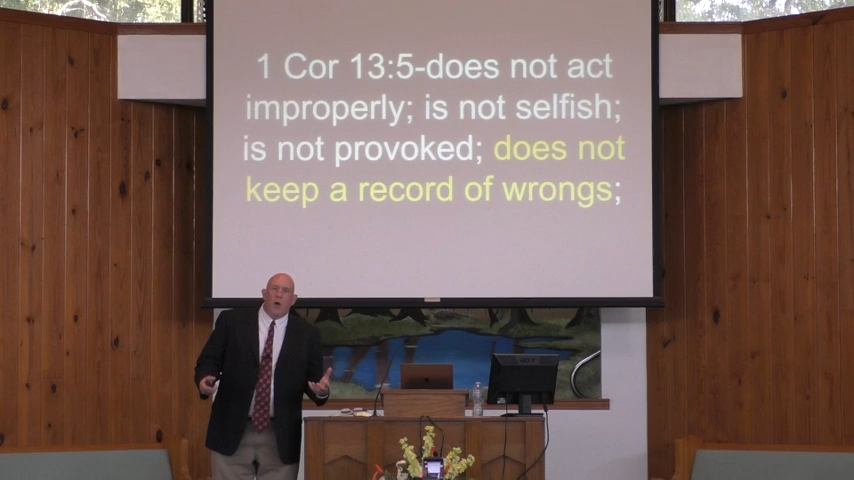 1 Cor 13:5-does not act
improperly; is not selfish;
is not provoked; does not
keep a record of wrongs;